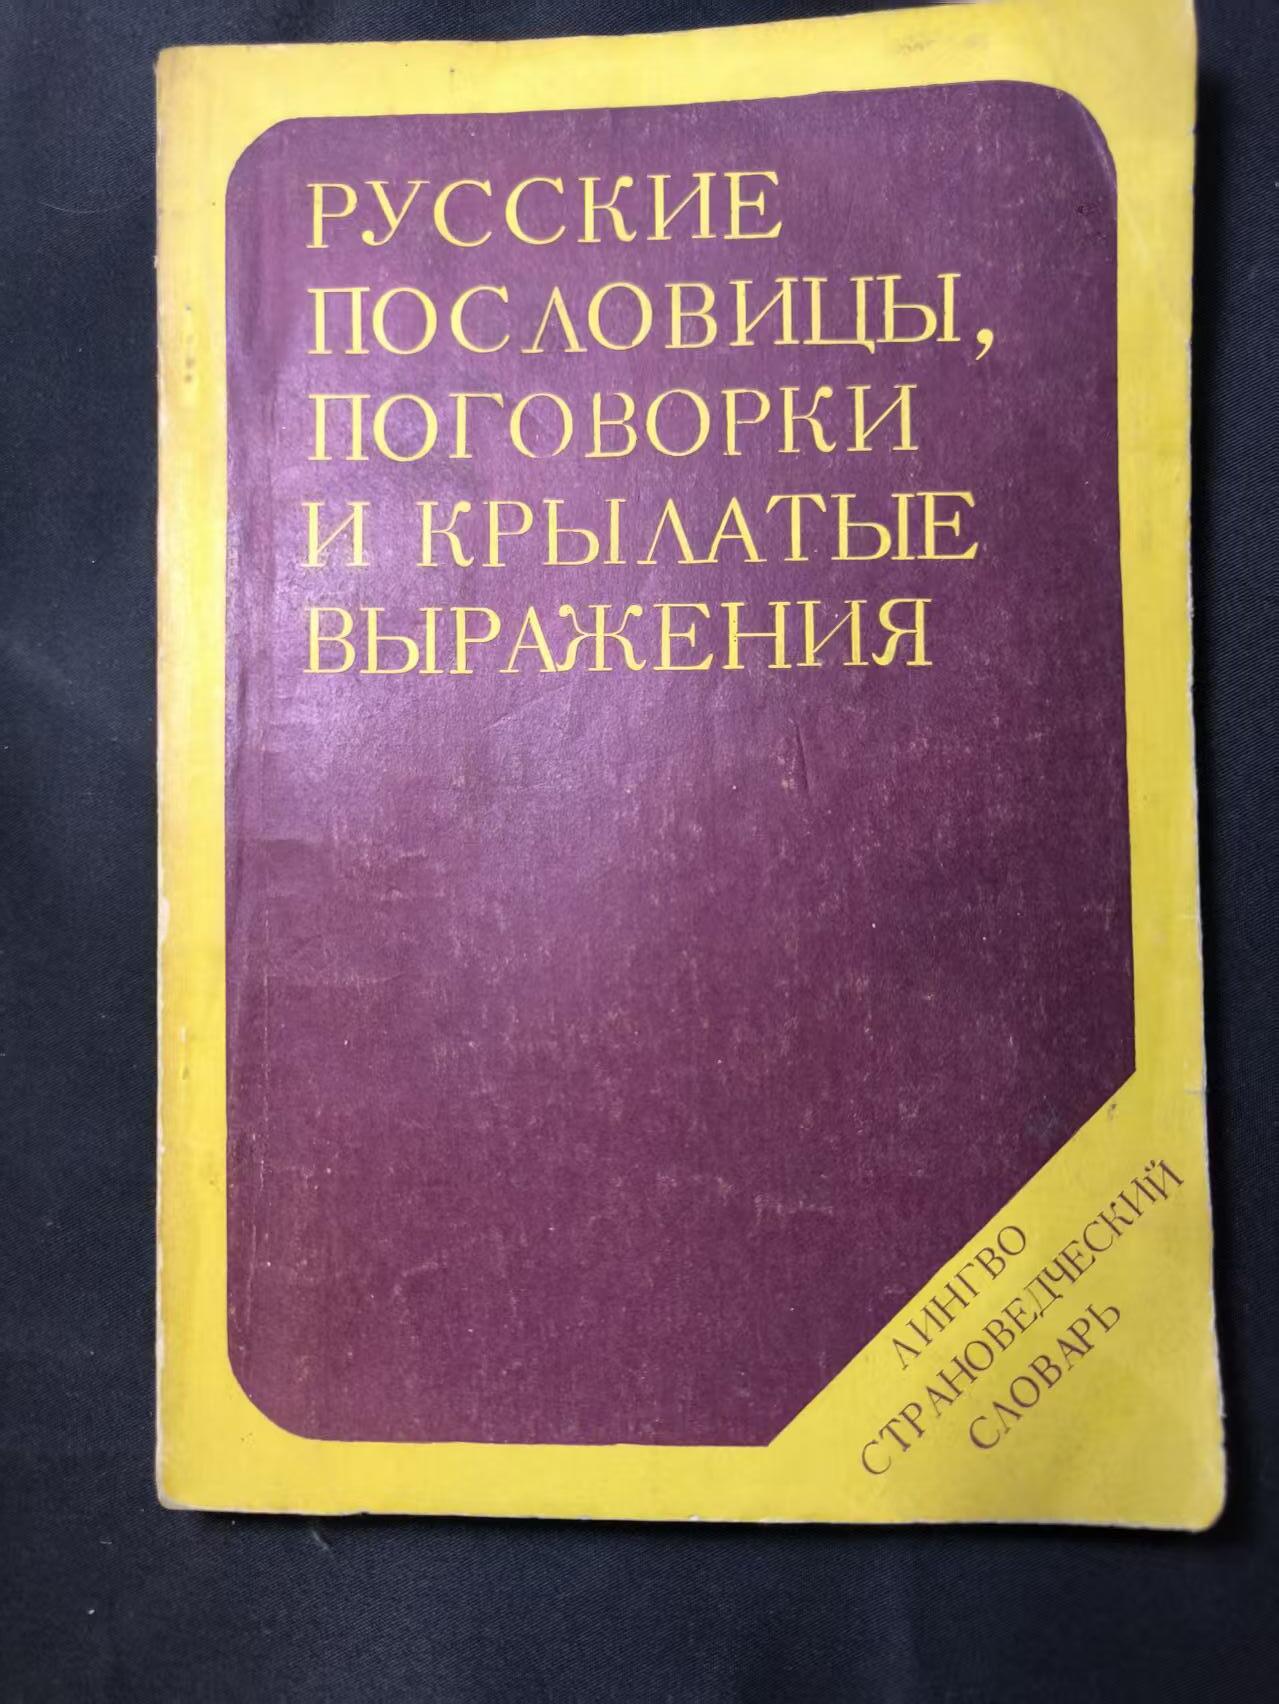 РУССКИЕ
ПОСЛОВИЦЫ,
ПОГОВОРКИ
И КРЫЛАТЫЕ
ВЫРАЖЕНИЯ
ЛИНГВО
СТРАНОВЕДЧЕСКИЙ
СЛОВАРЬ